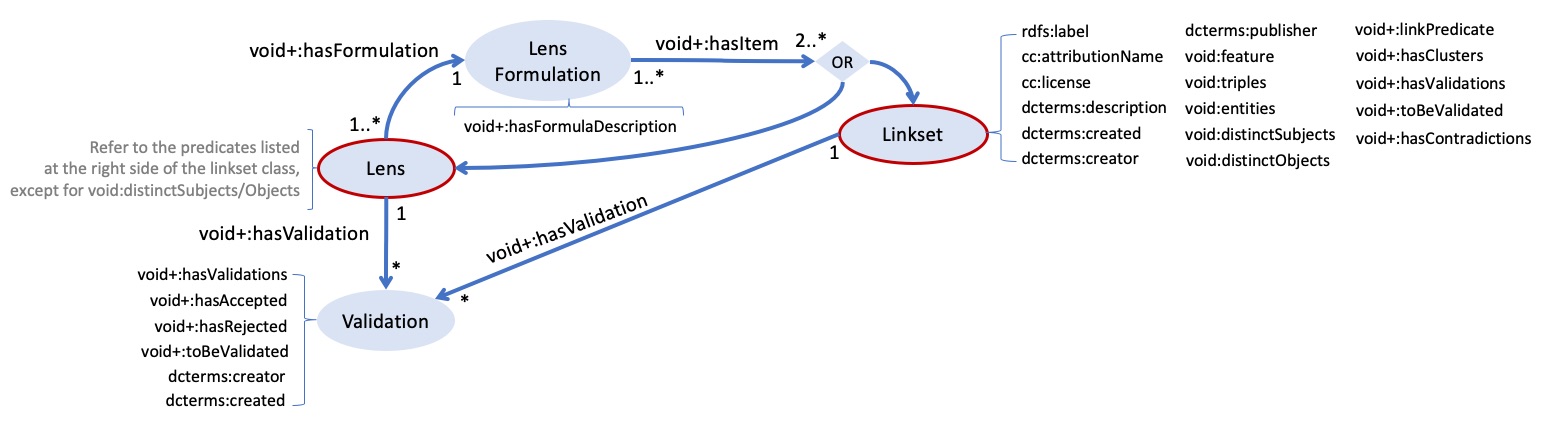 void+:hasFormulation
1
Lens
Formulation
void+:hasItem
1..*
2..*
OR
void+:hasFormulaDescription
1..*
Refer to the predicates listed
at the right side of the linkset class,
except for void:distinctSubjects/Objects
Lens
Linkset
1
rdfs:label
cc:attributionName
cc:license
dcterms:description
dcterms:created
dcterms:creator
dcterms:publisher
void:feature
void:triples
void:entities
void:distinctSubjects
void:distinctObjects
void+:linkPredicate
void+:hasClusters
void+:hasValidations
void+:toBeValidated
void+:hasContradictions
1
void+:hasValidation
*
void+:hasValidation
*
Validation
void+:hasValidations
void+:hasAccepted
void+:hasRejected
void+:toBeValidated
dcterms:creator
dcterms:created